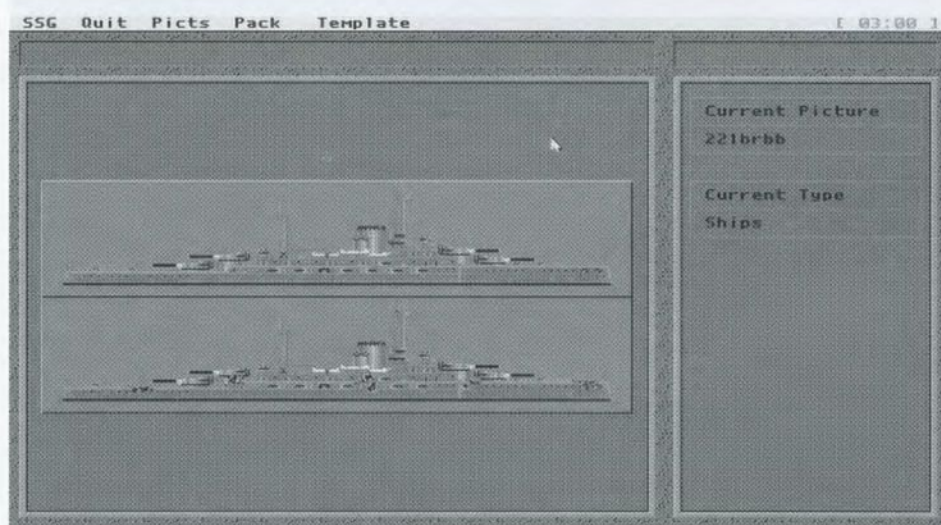 SSG Quit Picts Pack Template [ 03:00 ]
Current Picture
221brbb
Current Type
Ships